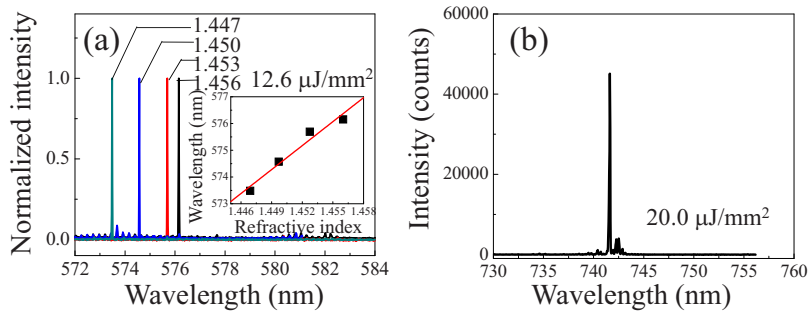 (a)
1.447
1.450
1.453
1.456
12.6 μJ/mm²
Normalized intensity
1.0
0.5
0.0
572 574 576 578 580 582 584
Wavelength (nm)
Wavelength (nm)
577
576
575
574
573
1.446 1.449 1.452 1.455 1.458
Refractive index
(b)
Intensity (counts)
60000
40000
20000
0
20.0 μJ/mm²
730 735 740 745 750 755 760
Wavelength (nm)